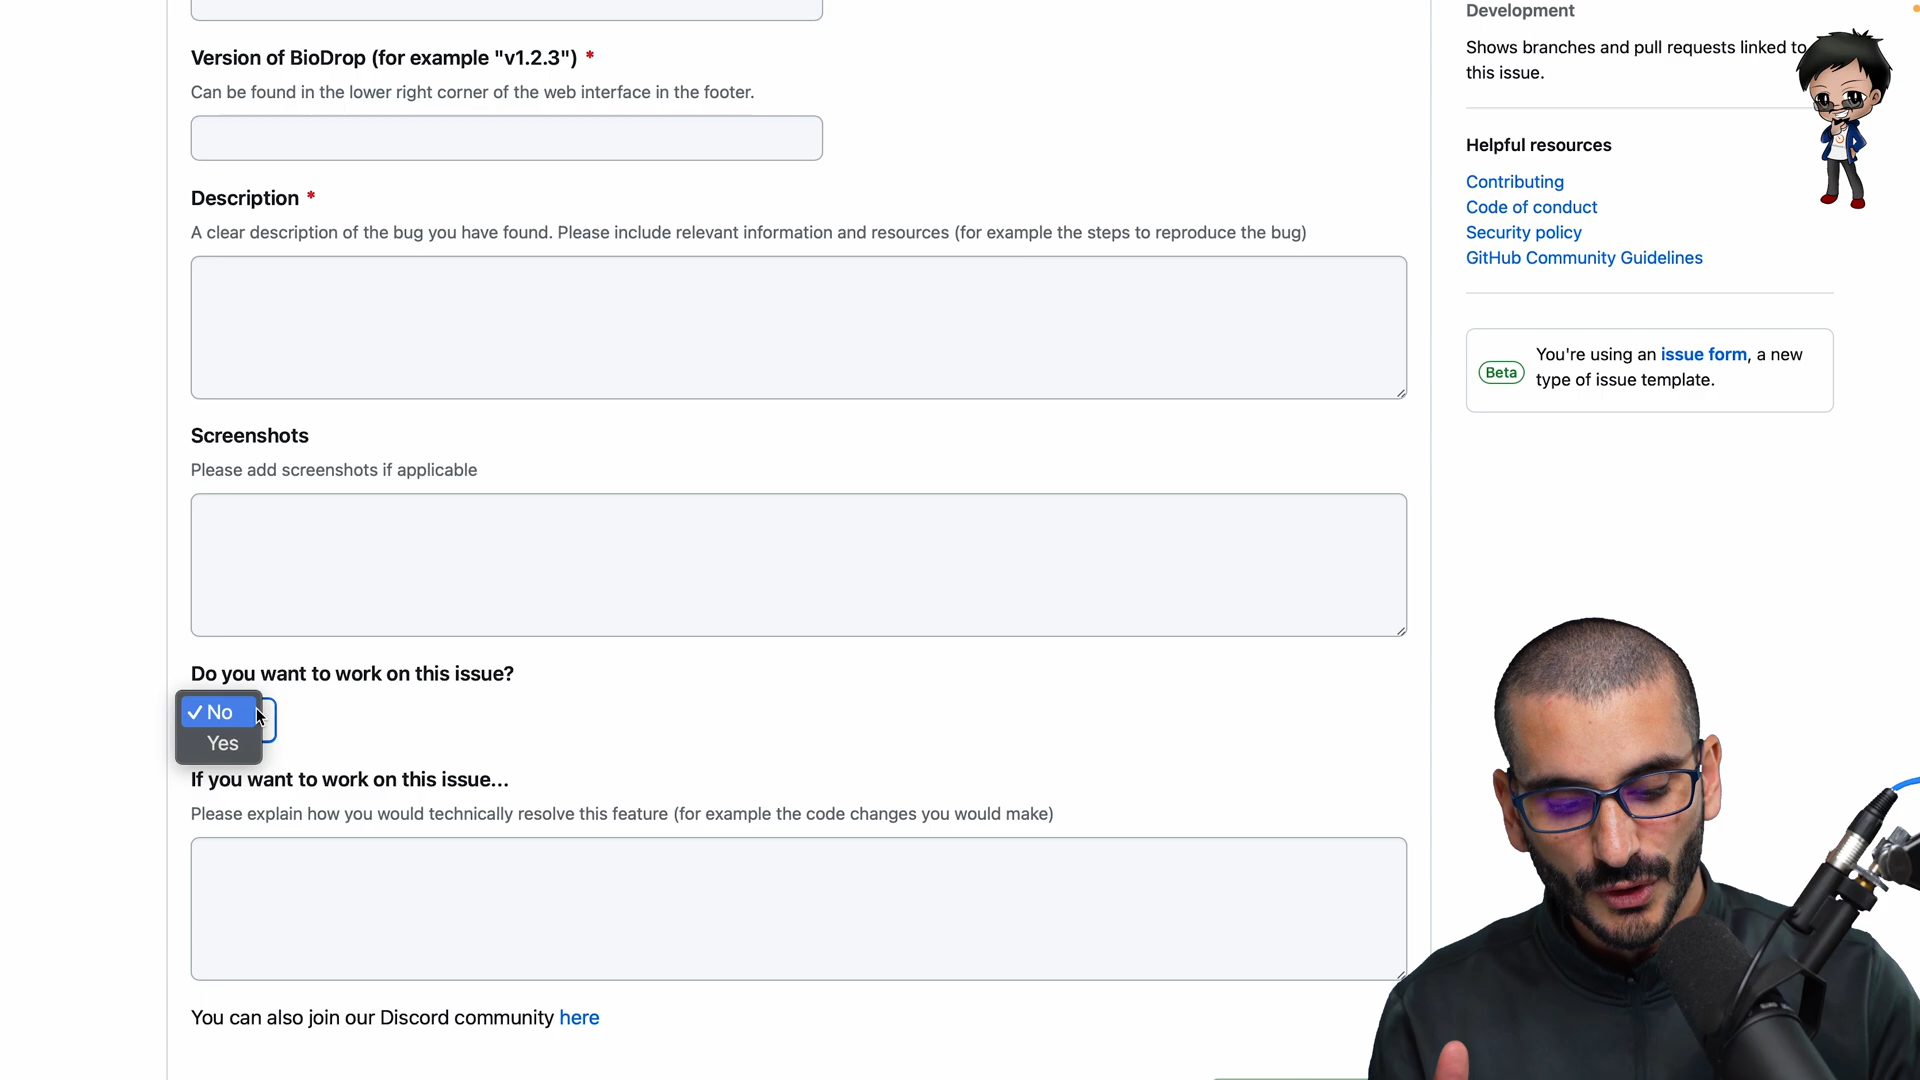 Version of BioDrop (for example "v1.2.3") *
Can be found in the lower right corner of the web interface in the footer.
Description *
A clear description of the bug you have found. Please include relevant information and resources (for example the steps to reproduce the bug)
Screenshots
Please add screenshots if applicable
Do you want to work on this issue?
✓ No
Yes
If you want to work on this issue...
Please explain how you would technically resolve this feature (for example the code changes you would make)
You can also join our Discord community here
Development
Shows branches and pull requests linked to
this issue.
Helpful resources
Contributing
Code of conduct
Security policy
GitHub Community Guidelines
Beta
You're using an issue form, a new
type of issue template.